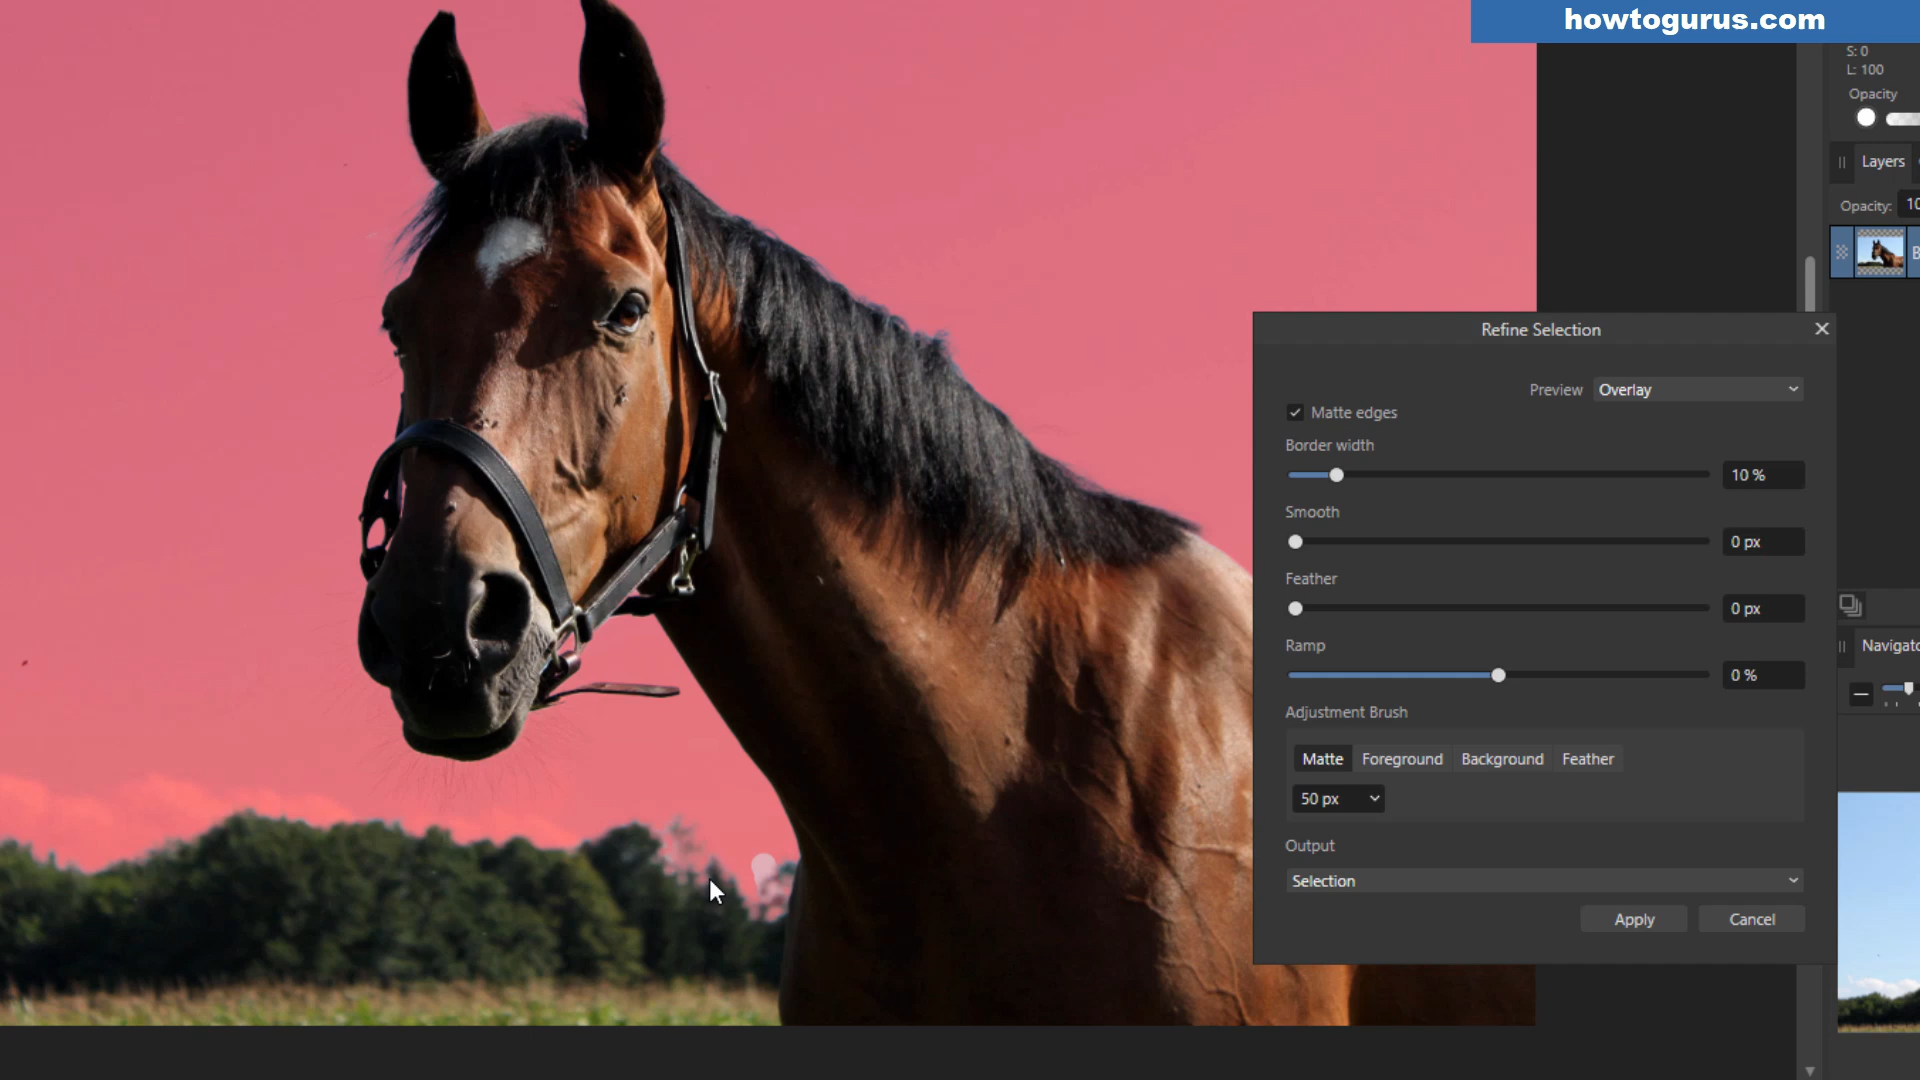 howtogurus.com
S: 0
L: 100
Opacity
Layers
Opacity:
Refine Selection
Preview Overlay
Matte edges
Border width
10 %
Smooth
0 px
Feather
0 px
Ramp
0 %
Adjustment Brush
Matte Foreground Background Feather
50 px
Output
Selection
Apply Cancel